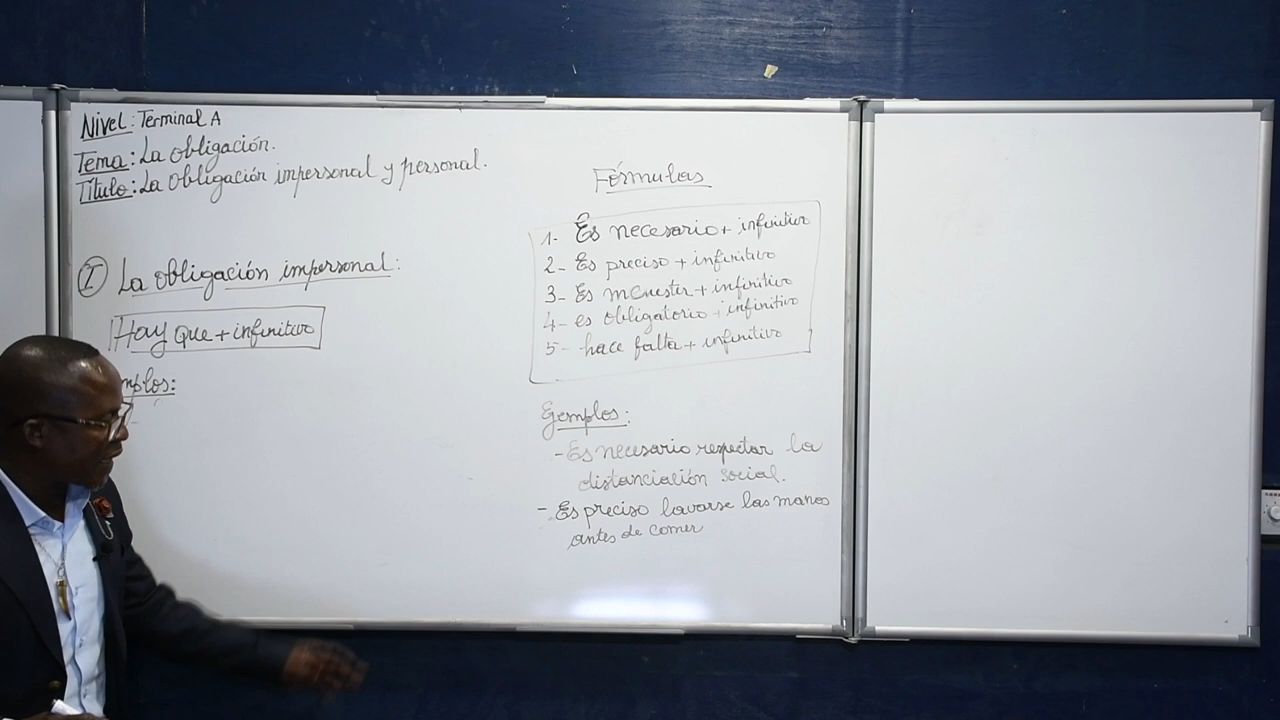 Nivel: Terminal A
Tema: La obligación.
Título: La obligación impersonal y personal.
I La obligación impersonal:
Hay que + infinitivo
mplos:
Fórmulas
1- Es necesario + infinitivo
2- Es preciso + infinitivo
3- Es menester + infinitivo
4- es obligatorio + infinitivo
5- hace falta + infinitivo
Ejemplos:
- Es necesario respectar la
distanciación social.
- Es preciso lavarse las manos
antes de comer